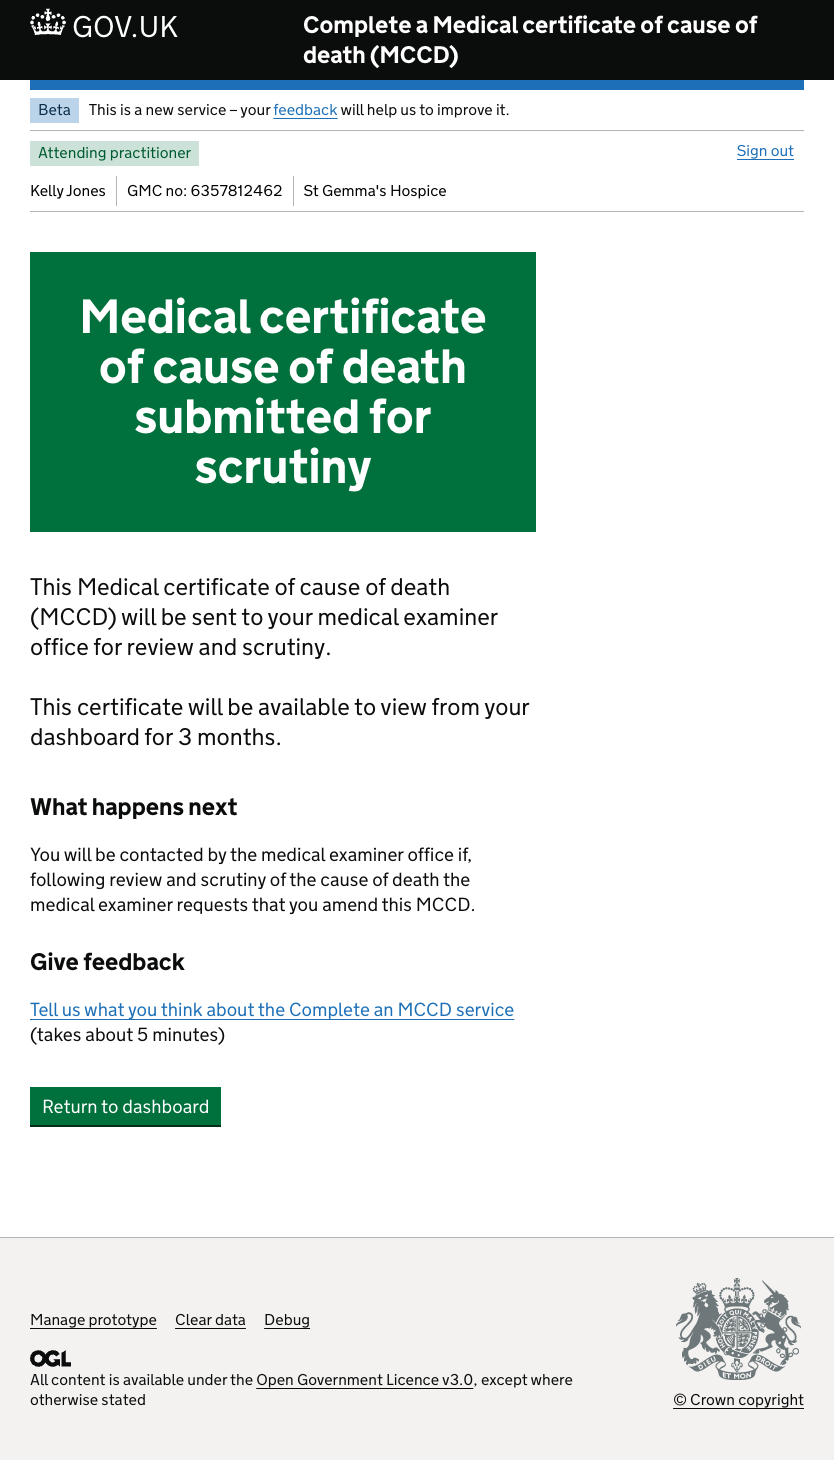 GOV.UK
Complete a Medical certificate of cause of
death (MCCD)
Beta This is a new service – your feedback will help us to improve it.
Attending practitioner
Sign out
Kelly Jones
GMC no: 6357812462
St Gemma's Hospice
Medical certificate
of cause of death
submitted for
scrutiny
This Medical certificate of cause of death
(MCCD) will be sent to your medical examiner
office for review and scrutiny.
This certificate will be available to view from your
dashboard for 3 months.
What happens next
You will be contacted by the medical examiner office if,
following review and scrutiny of the cause of death the
medical examiner requests that you amend this MCCD.
Give feedback
Tell us what you think about the Complete an MCCD service
(takes about 5 minutes)
Return to dashboard
Manage prototype Clear data Debug
OGL
All content is available under the Open Government Licence v3.0, except where
otherwise stated
DIEU ET MON DROIT
© Crown copyright